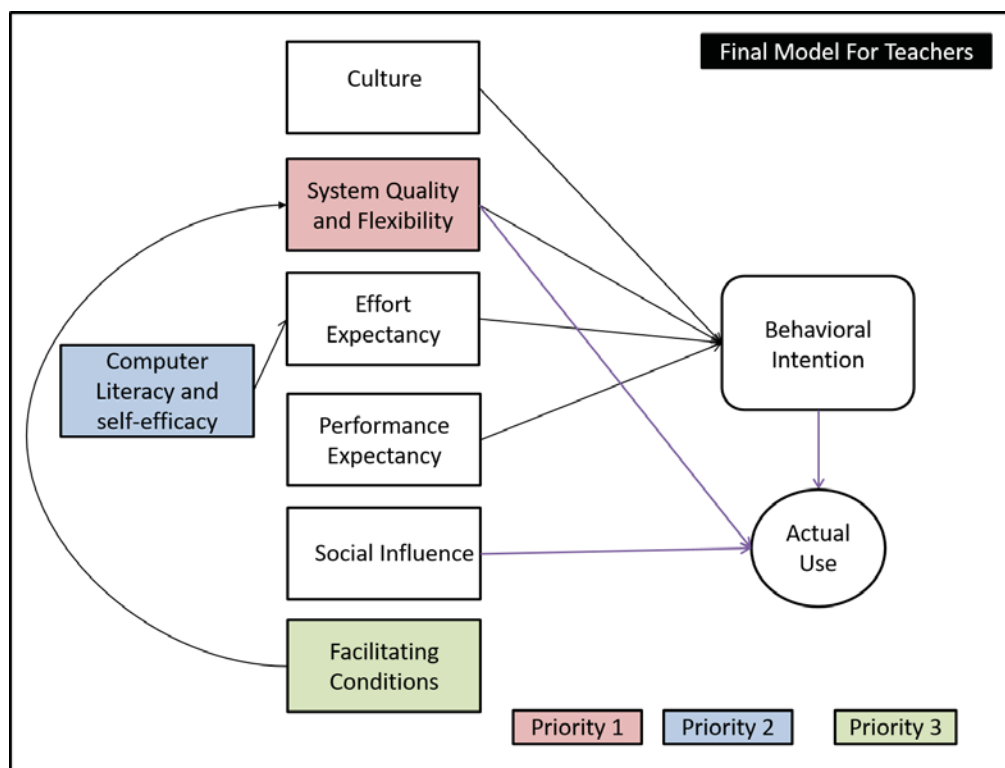 Final Model For Teachers
Culture
System Quality
and Flexibility
Effort
Expectancy
Computer
Literacy and
self-efficacy
Performance
Expectancy
Social Influence
Facilitating
Conditions
Behavioral
Intention
Actual
Use
Priority 1
Priority 2
Priority 3